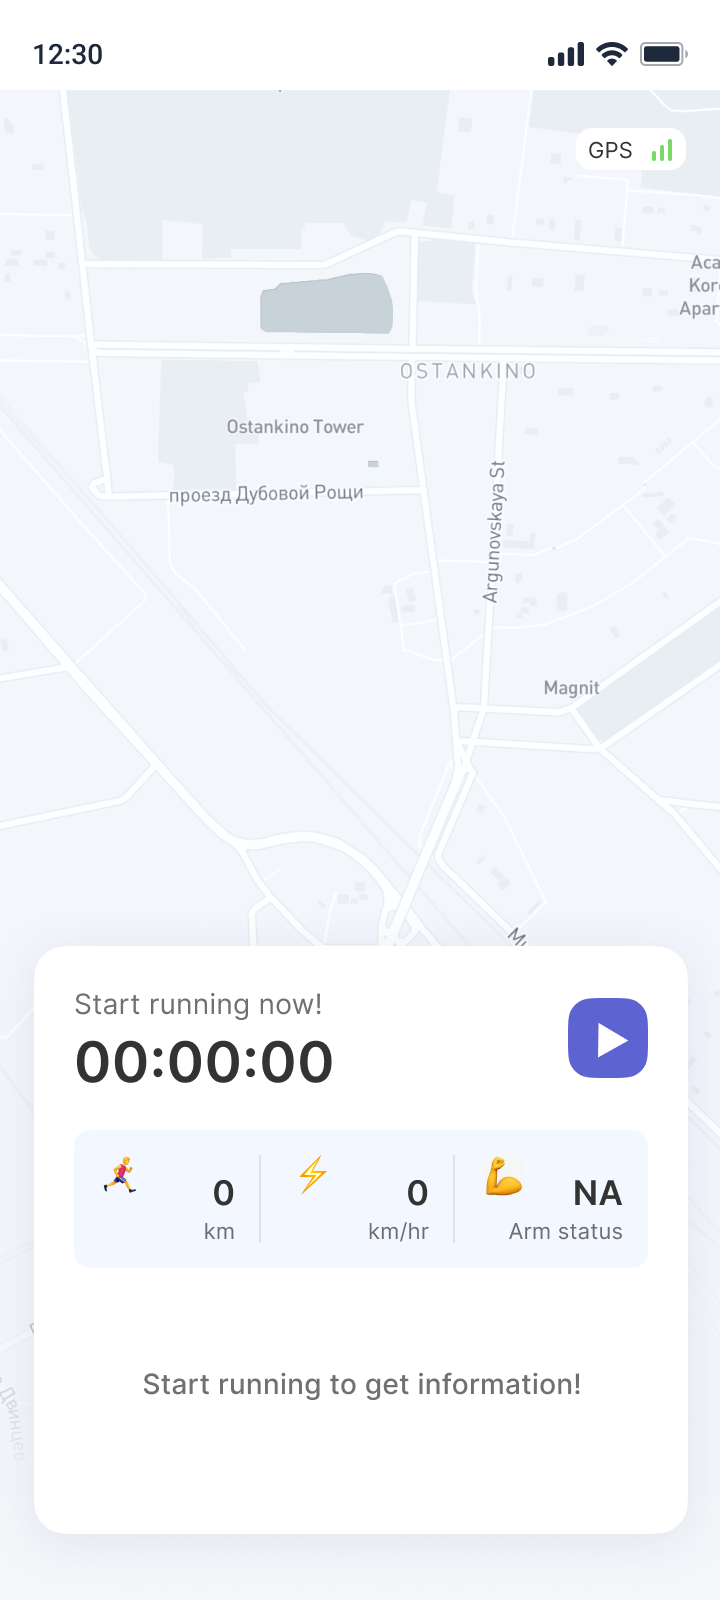 12:30
GPS
OSTANKINO
Ostankino Tower
проезд Дубовой Рощи
Argunovskaya St
Magnit
Start running now!
00:00:00
0
km
0
km/hr
NA
Arm status
Start running to get information!